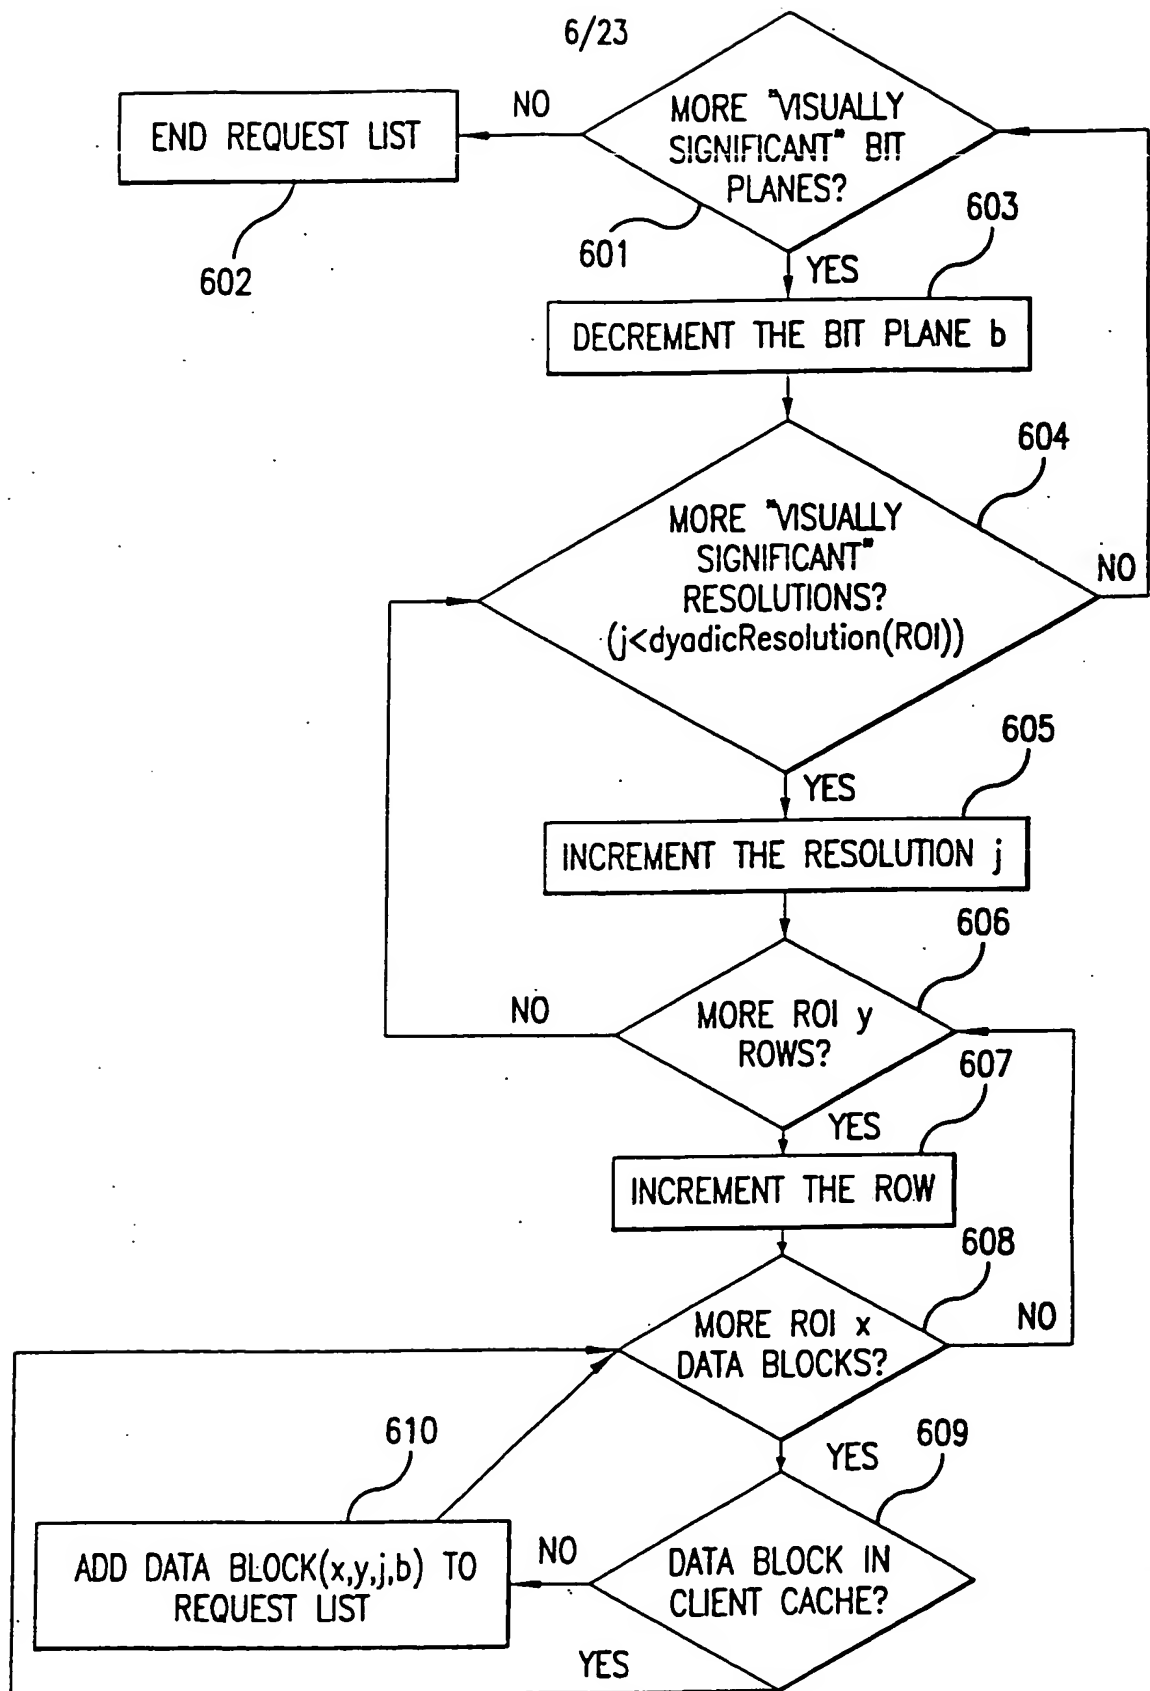 6/23
MORE "VISUALLY
SIGNIFICANT" BIT
PLANES?
NO
END REQUEST LIST
602
601
YES
603
DECREMENT THE BIT PLANE b
604
MORE "VISUALLY
SIGNIFICANT"
RESOLUTIONS?
(j<dyadicResolution(ROI))
NO
YES
605
INCREMENT THE RESOLUTION j
606
MORE ROI y
ROWS?
NO
YES
607
INCREMENT THE ROW
608
MORE ROI x
DATA BLOCKS?
NO
YES
609
DATA BLOCK IN
CLIENT CACHE?
NO
610
ADD DATA BLOCK(x,y,j,b) TO
REQUEST LIST
YES